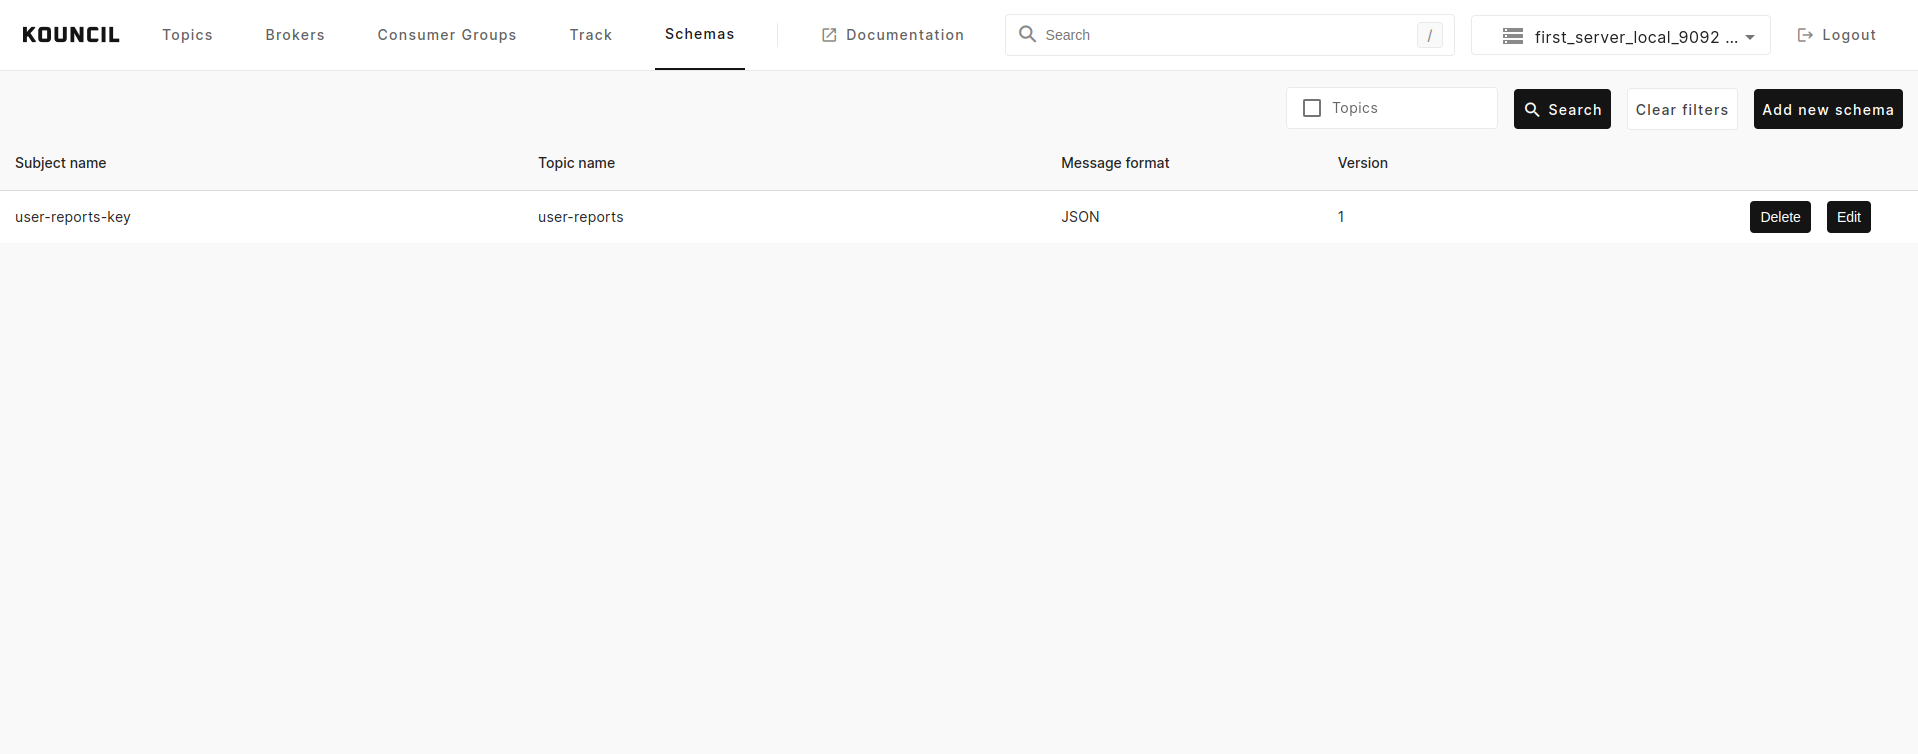 KOUNCIL Topics Brokers Consumer Groups Track Schemas Documentation Search / first_server_local_9092 ... Logout
Topics Search Clear filters Add new schema
Subject name Topic name Message format Version
user-reports-key user-reports JSON 1 Delete Edit